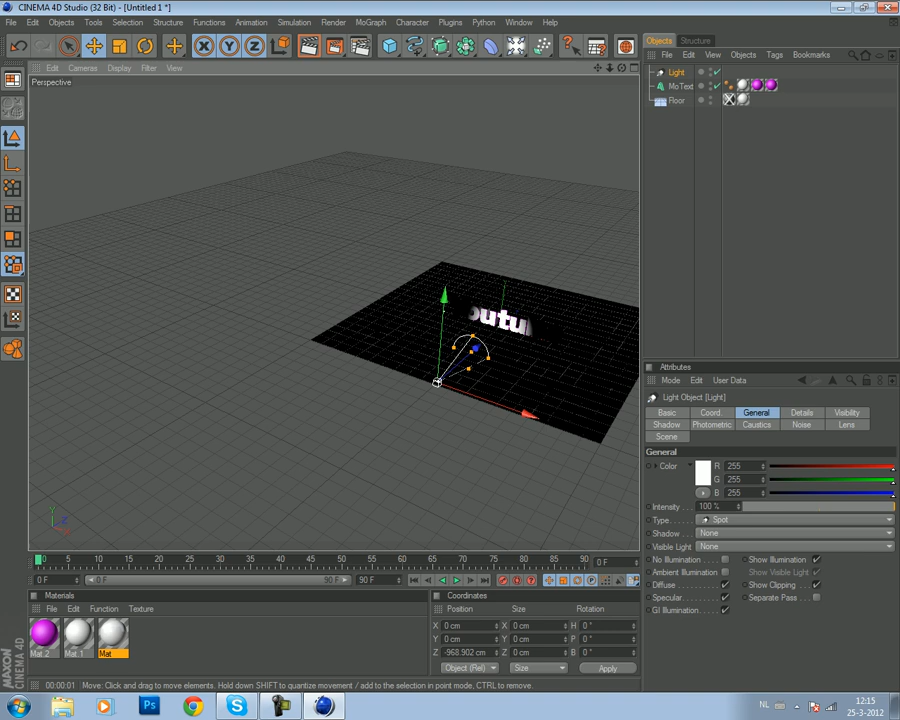 CINEMA 4D Studio (32 Bit) - [Untitled 1 *]
File Edit Objects Tools Selection Structure Functions Animation Simulation Render MoGraph Character Plugins Python Window Help
Edit Cameras Display Filter View
Perspective
outu
Objects Structure
File Edit View Objects Tags Bookmarks
Light
MoText
Floor
Attributes
Mode Edit User Data
Light Object [Light]
Basic Coord. General Details Visibility
Shadow Photometric Caustics Noise Lens
Scene
General
Color R 255
G 255
B 255
Intensity 100 %
Type Spot
Shadow None
Visible Light None
No Illumination Show Illumination
Ambient Illumination Show Visible Light
Diffuse Show Clipping
Specular Separate Pass
GI Illumination
0 5 10 15 20 25 30 35 40 45 50 55 60 65 70 75 80 85 90 0 F
0 F 0 F 90 F 90 F
Materials
File Edit Function Texture
Mat 2 Mat 1 Mat
Coordinates
Position Size Rotation
X 0 cm X 0 cm H 0 °
Y 0 cm Y 0 cm P 0 °
Z -968.902 cm Z 0 cm B 0 °
Object (Rel) Size Apply
MAXON CINEMA 4D
00:00:01 Move: Click and drag to move elements. Hold down SHIFT to quantize movement / add to the selection in point mode, CTRL to remove.
NL 12:15
25-3-2012